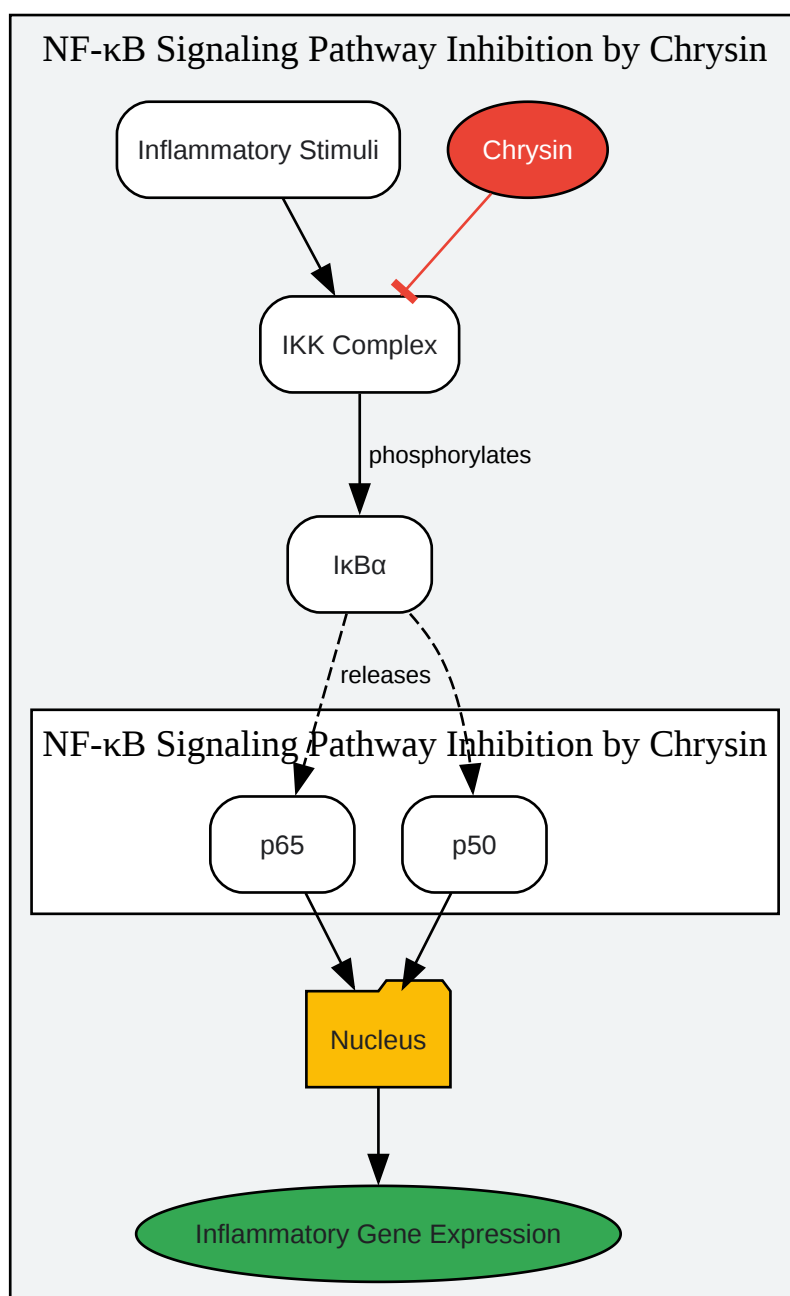 NF-κB Signaling Pathway Inhibition by Chrysin
Inflammatory Stimuli
Chrysin
IKK Complex
phosphorylates
IκBα
releases
NF-κB Signaling Pathway Inhibition by Chrysin
p65
p50
Nucleus
Inflammatory Gene Expression